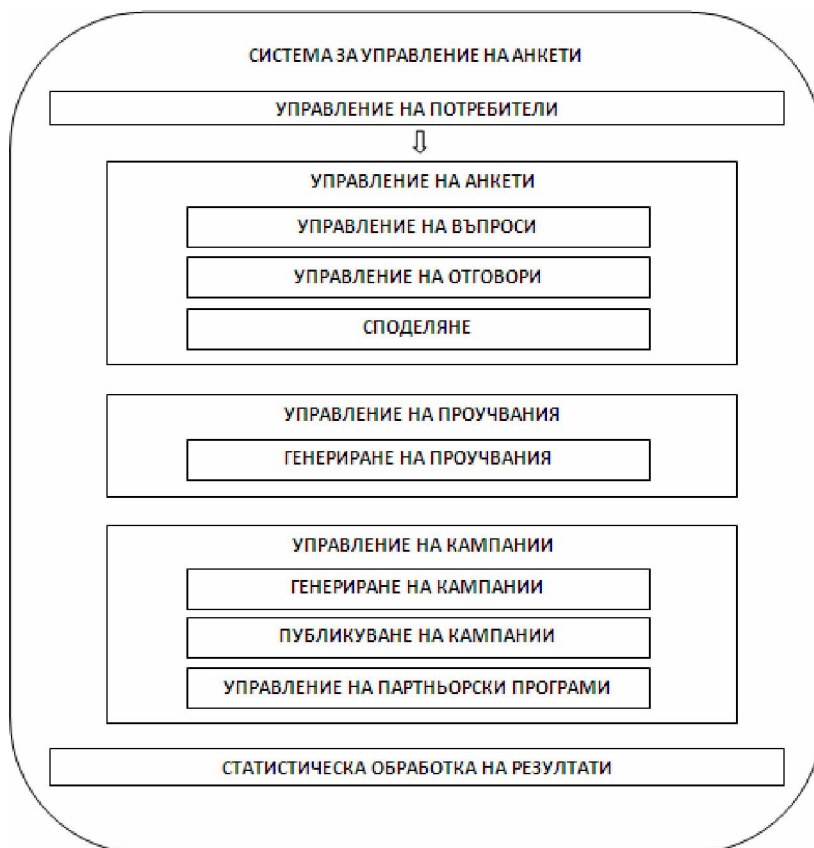 СИСТЕМА ЗА УПРАВЛЕНИЕ НА АНКЕТИ
УПРАВЛЕНИЕ НА ПОТРЕБИТЕЛИ
УПРАВЛЕНИЕ НА АНКЕТИ
УПРАВЛЕНИЕ НА ВЪПРОСИ
УПРАВЛЕНИЕ НА ОТГОВОРИ
СПОДЕЛЯНЕ
УПРАВЛЕНИЕ НА ПРОУЧВАНИЯ
ГЕНЕРИРАНЕ НА ПРОУЧВАНИЯ
УПРАВЛЕНИЕ НА КАМПАНИИ
ГЕНЕРИРАНЕ НА КАМПАНИИ
ПУБЛИКУВАНЕ НА КАМПАНИИ
УПРАВЛЕНИЕ НА ПАРТНЬОРСКИ ПРОГРАМИ
СТАТИСТИЧЕСКА ОБРАБОТКА НА РЕЗУЛТАТИ